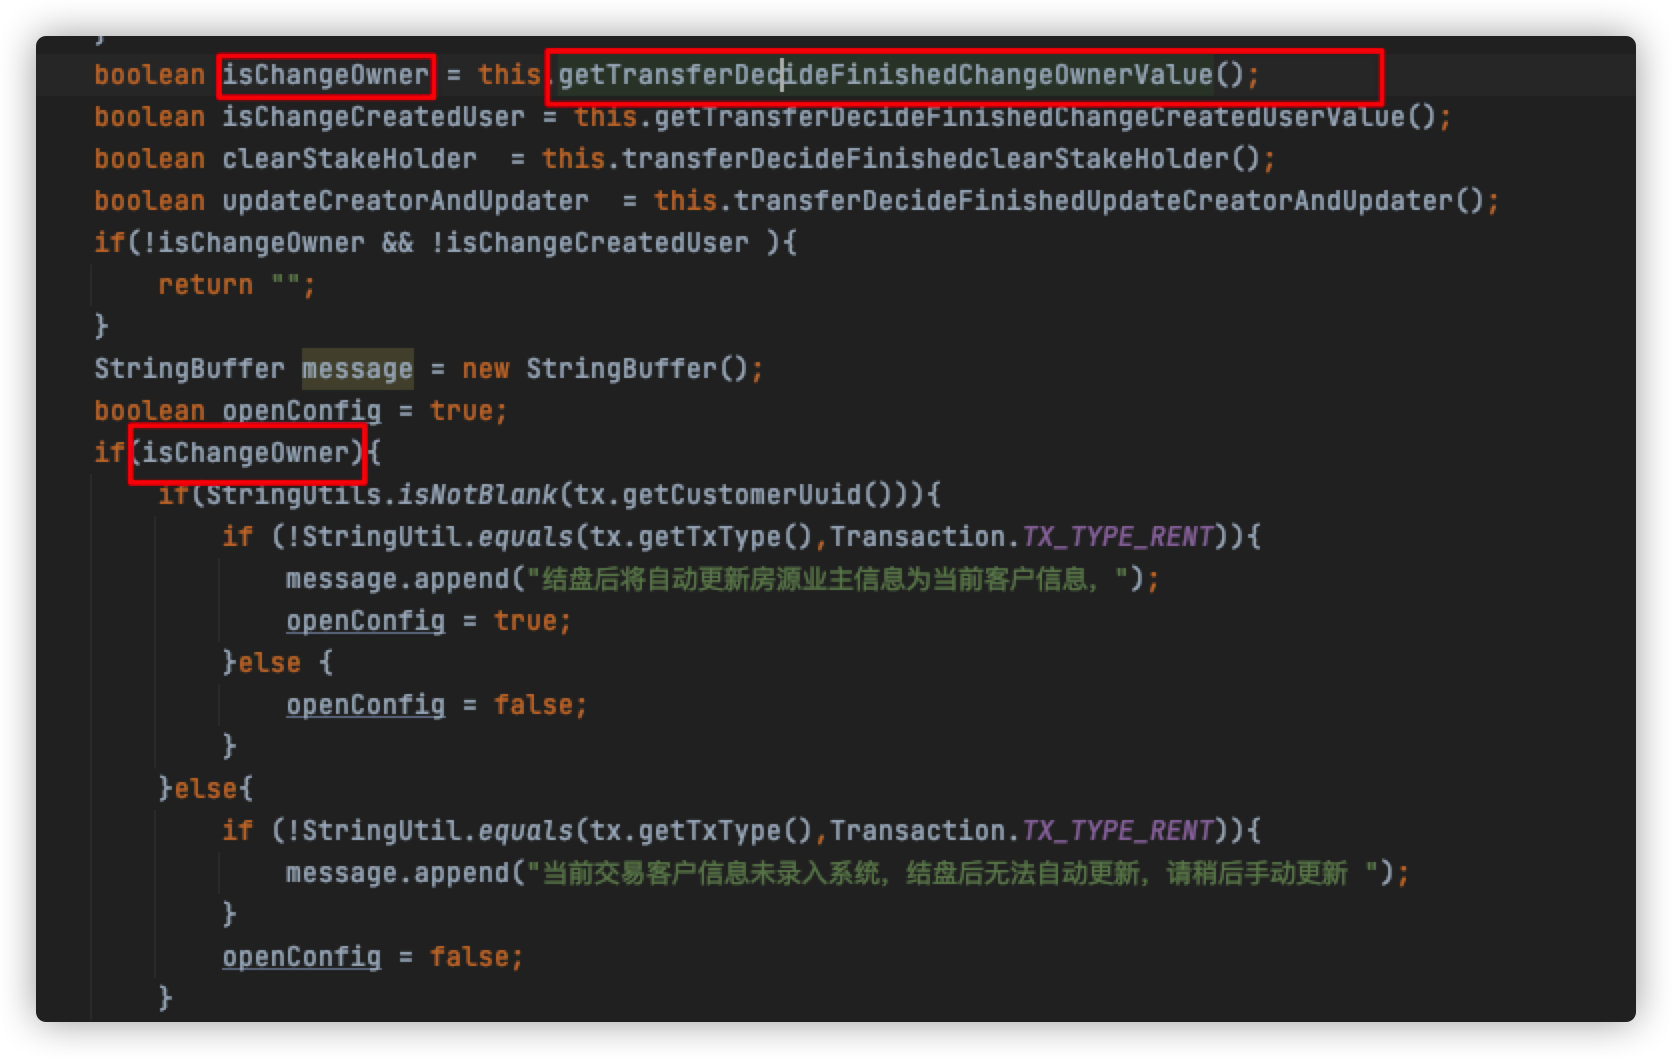 }
boolean isChangeOwner = this.getTransferDecideFinishedChangeOwnerValue();
boolean isChangeCreatedUser = this.getTransferDecideFinishedChangeCreatedUserValue();
boolean clearStakeHolder  = this.transferDecideFinishedclearStakeHolder();
boolean updateCreatorAndUpdater  = this.transferDecideFinishedUpdateCreatorAndUpdater();
if(!isChangeOwner && !isChangeCreatedUser ){
return "";
}
StringBuffer message = new StringBuffer();
boolean openConfig = true;
if(isChangeOwner){
if(StringUtils.isNotBlank(tx.getCustomerUuid())){
if (!StringUtil.equals(tx.getTxType(),Transaction.TX_TYPE_RENT)){
message.append("结盘后将自动更新房源业主信息为当前客户信息，");
openConfig = true;
}else {
openConfig = false;
}
}else{
if (!StringUtil.equals(tx.getTxType(),Transaction.TX_TYPE_RENT)){
message.append("当前交易客户信息未录入系统，结盘后无法自动更新，请稍后手动更新 ");
}
openConfig = false;
}